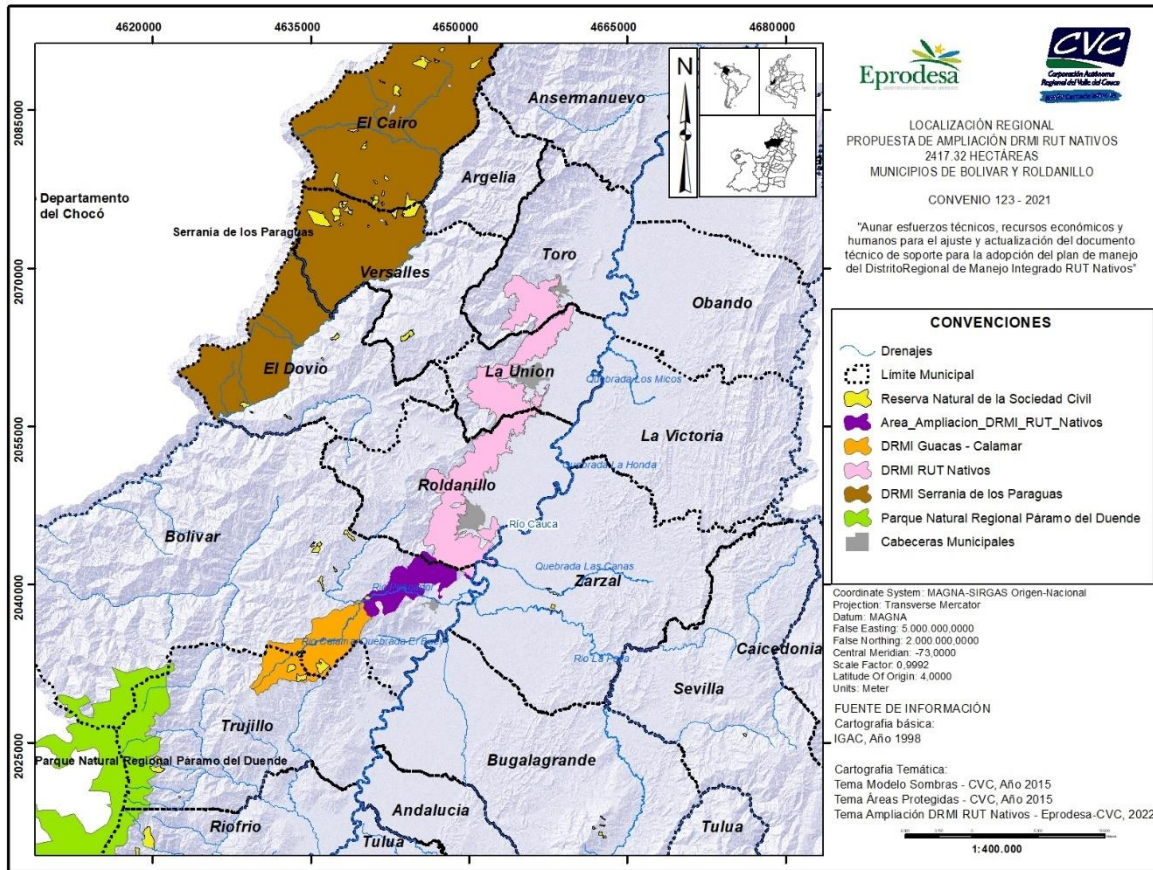 4620000
4635000
4650000
4665000
4680000
2085000
2070000
2055000
2040000
2025000
N
El Cairo
Ansermanuevo
Argelia
Departamento
del Chocó
Serrania de los Paraguas
Versalles
Toro
Obando
El Dovio
La Union
Quebrada Los Micos
La Victoria
Quebrada La Honda
Roldanillo
Río Cauca
Bolivar
Quebrada Las Canas
Zarzal
Caicedonia
Sevilla
Trujillo
Parque Natural Regional Páramo del Duende
Bugalagrande
Andalucia
Riofrio
Tulua
Tulua
Eprodesa
CVC
Corporación Autónoma
Regional del Valle del Cauca
LOCALIZACIÓN REGIONAL
PROPUESTA DE AMPLIACIÓN DRMI RUT NATIVOS
2417.32 HECTÁREAS
MUNICIPIOS DE BOLIVAR Y ROLDANILLO
CONVENIO 123 - 2021
"Aunar esfuerzos técnicos, recursos económicos y
humanos para el ajuste y actualización del documento
técnico de soporte para la adopción del plan de manejo
del DistritoRegional de Manejo Integrado RUT Nativos"
CONVENCIONES
Drenajes
Límite Municipal
Reserva Natural de la Sociedad Civil
Area_Ampliacion_DRMI_RUT_Nativos
DRMI Guacas - Calamar
DRMI RUT Nativos
DRMI Serrania de los Paraguas
Parque Natural Regional Páramo del Duende
Cabeceras Municipales
Coordinate System: MAGNA-SIRGAS Origen-Nacional
Projection: Transverse Mercator
Datum: MAGNA
False Easting: 5.000.000,0000
False Northing: 2.000.000,0000
Central Meridian: -73,0000
Scale Factor: 0,9992
Latitude Of Origin: 4,0000
Units: Meter
FUENTE DE INFORMACIÓN
Cartografia básica:
IGAC, Año 1998
Cartografia Temática:
Tema Modelo Sombras - CVC, Año 2015
Tema Áreas Protegidas - CVC, Año 2015
Tema Ampliación DRMI RUT Nativos - Eprodesa-CVC, 2022
1:400.000